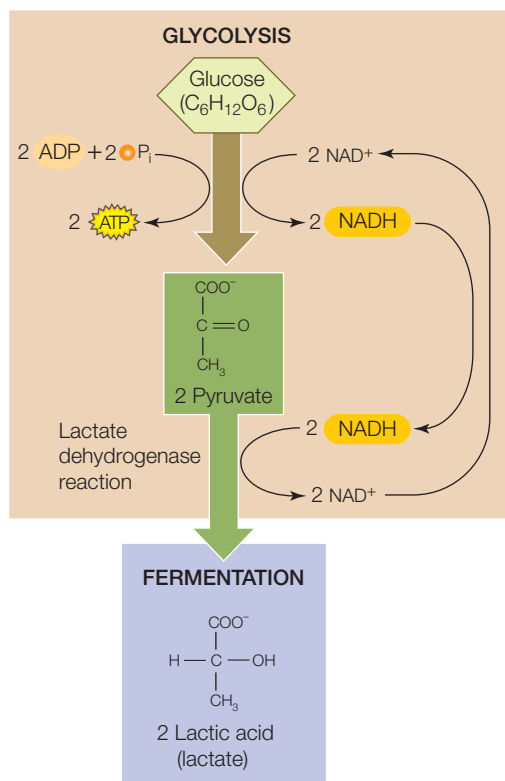 GLYCOLYSIS
Glucose
(C₆H₁₂O₆)
2 ADP + 2 Pᵢ
2 NAD⁺
2 ATP
2 NADH
COO⁻
C=O
CH₃
2 Pyruvate
Lactate
dehydrogenase
reaction
2 NADH
2 NAD⁺
FERMENTATION
COO⁻
H—C—OH
CH₃
2 Lactic acid
(lactate)